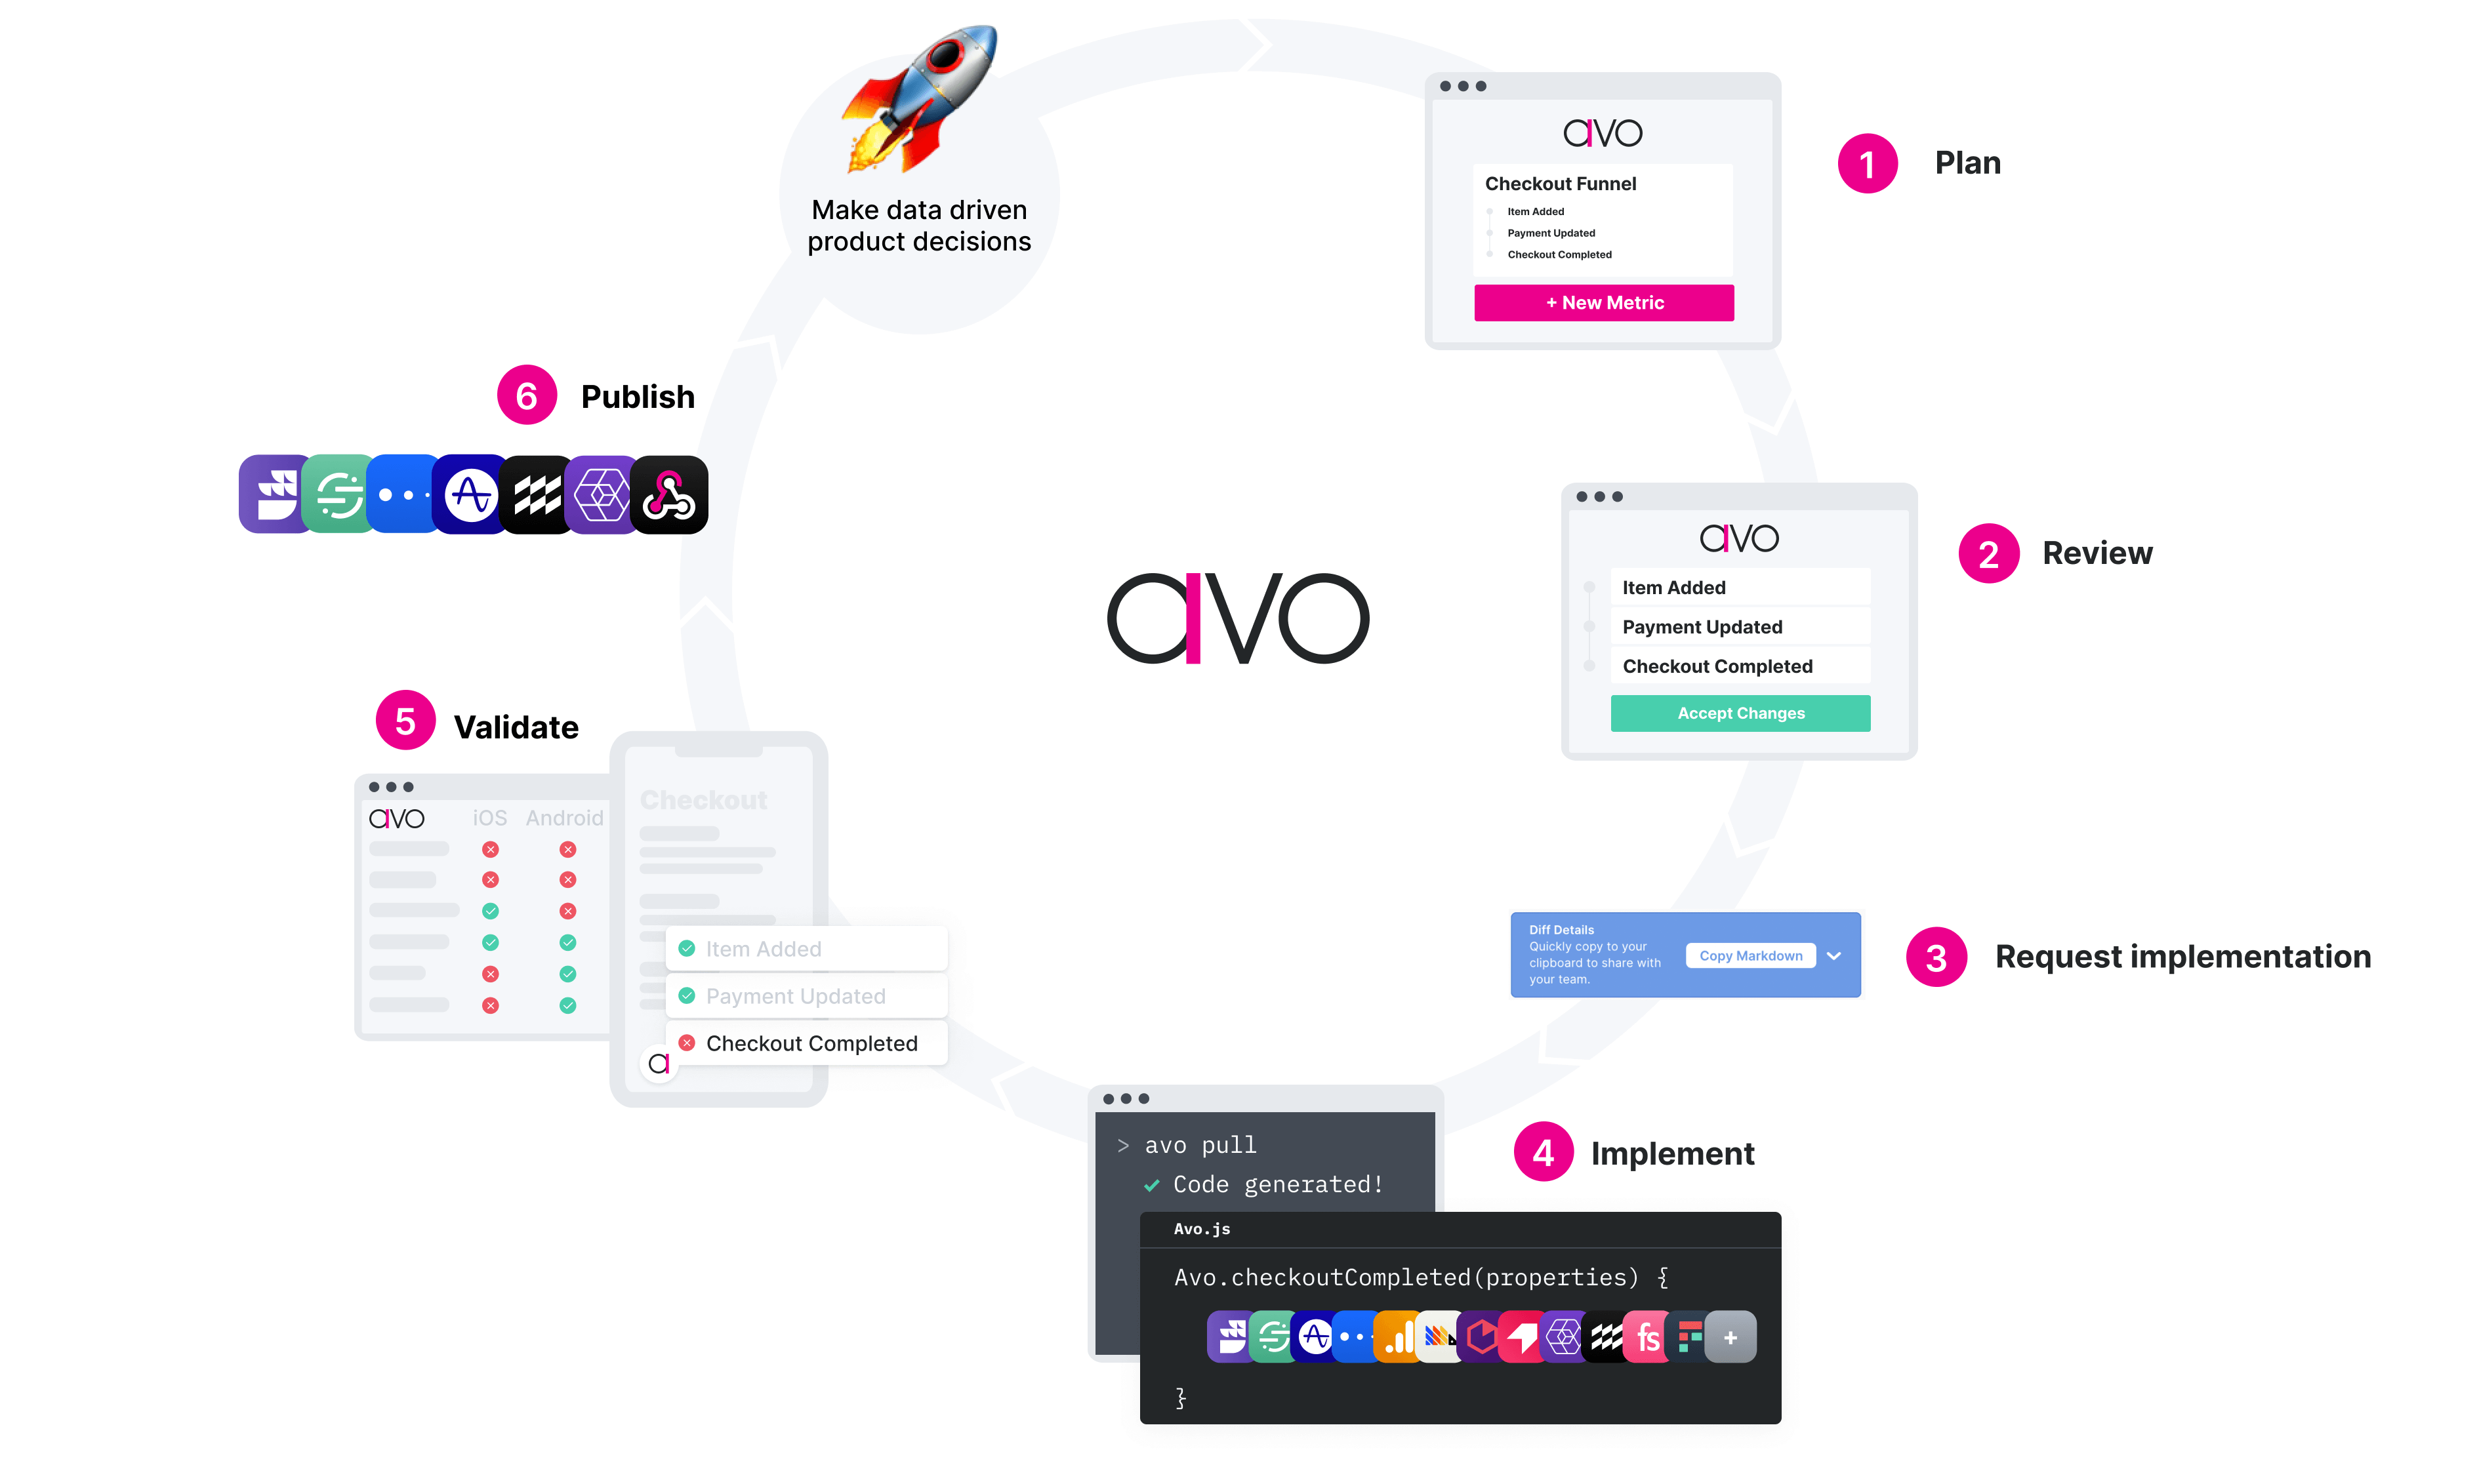 Make data driven
product decisions
avo
Checkout Funnel
Item Added
Payment Updated
Checkout Completed
+ New Metric
1
Plan
avo
Item Added
Payment Updated
Checkout Completed
Accept Changes
2
Review
Diff Details
Quickly copy to your
clipboard to share with
your team.
Copy Markdown
3
Request implementation
> avo pull
Code generated!
Avo.js
Avo.checkoutCompleted(properties) {
fs
+
}
4
Implement
5
Validate
avo
iOS
Android
Checkout
Item Added
Payment Updated
Checkout Completed
a
6
Publish
avo